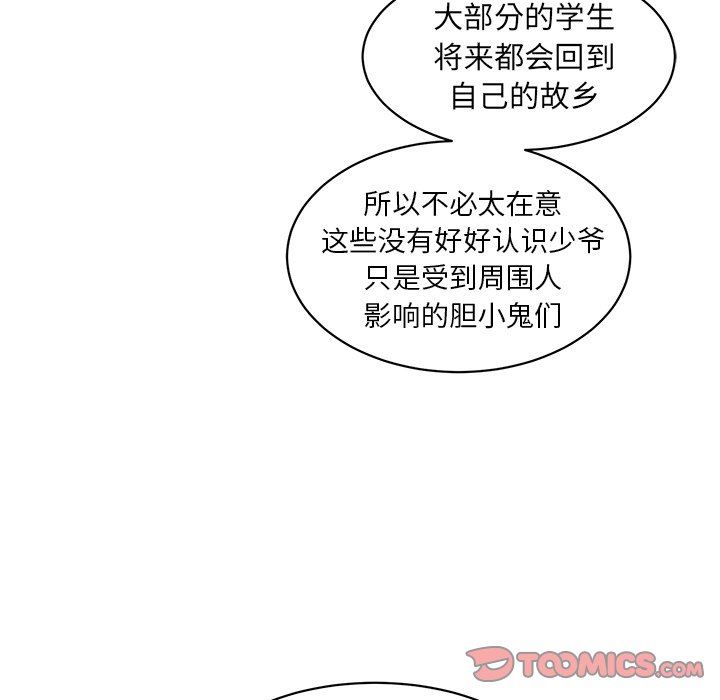 大部分的学生
将来都会回到
自己的故乡
所以不必太在意
这些没有好好认识少爷
只是受到周围人
影响的胆小鬼们
TOOMICS.COM